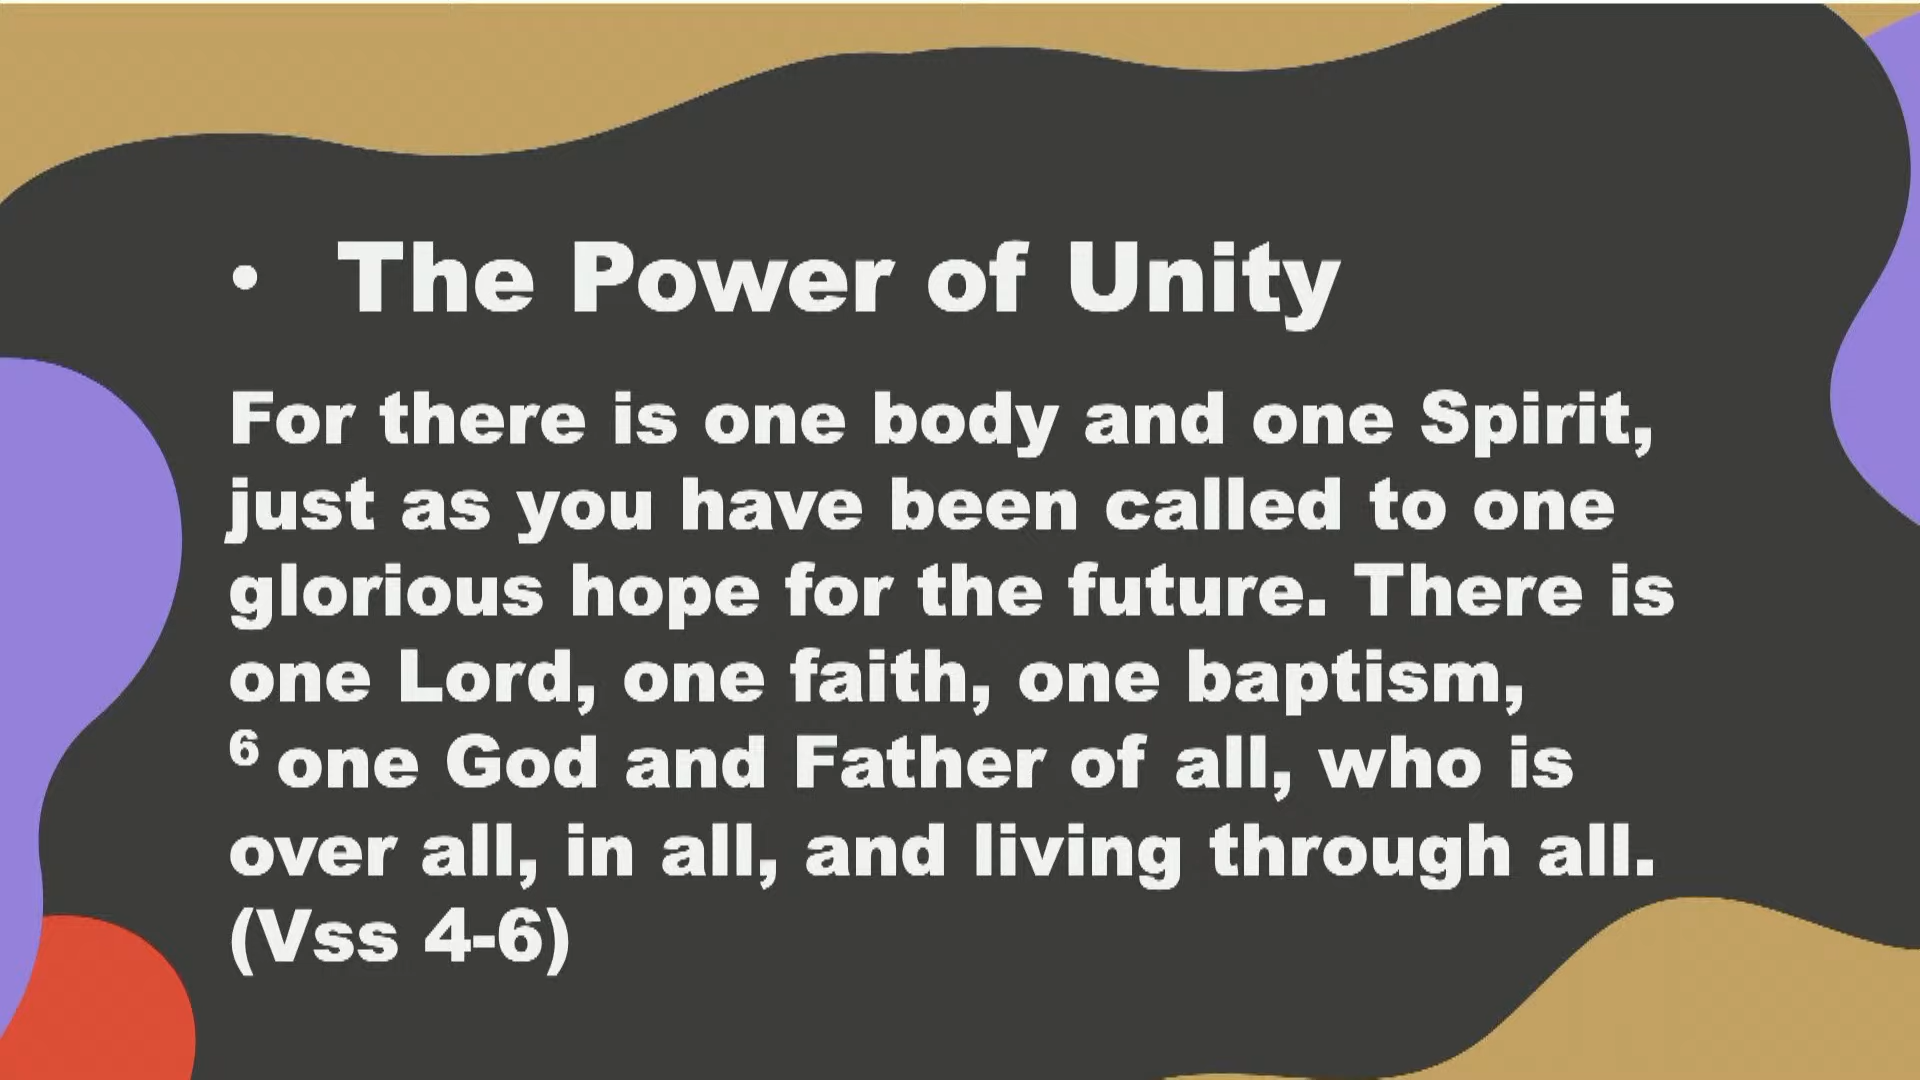 • The Power of Unity
For there is one body and one Spirit,
just as you have been called to one
glorious hope for the future. There is
one Lord, one faith, one baptism,
⁶ one God and Father of all, who is
over all, in all, and living through all.
(Vss 4-6)